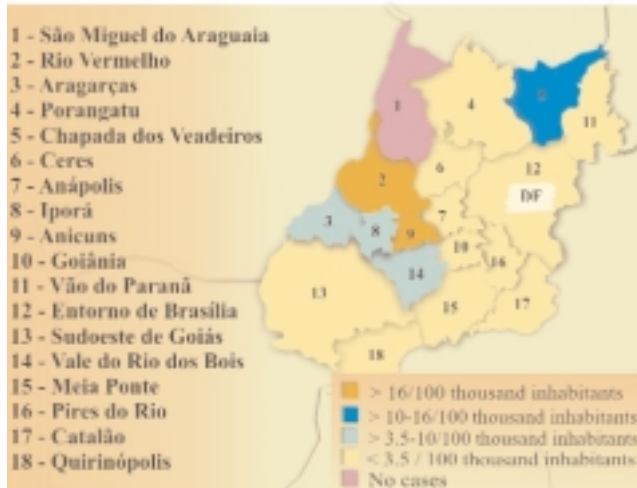 1 - São Miguel do Araguaia
2 - Rio Vermelho
3 - Aragarças
4 - Porangatu
5 - Chapada dos Veadeiros
6 - Ceres
7 - Anápolis
8 - Iporá
9 - Anicuns
10 - Goiânia
11 - Vão do Paranã
12 - Entorno de Brasília
13 - Sudoeste de Goiás
14 - Vale do Rio dos Bois
15 - Meia Ponte
16 - Pires do Rio
17 - Catalão
18 - Quirinópolis
1
4
5
11
2
6
12
DF
3
8
9
7
10
14
16
13
15
17
18
> 16/100 thousand inhabitants
> 10-16/100 thousand inhabitants
> 3.5-10/100 thousand inhabitants
< 3.5 / 100 thousand inhabitants
No cases